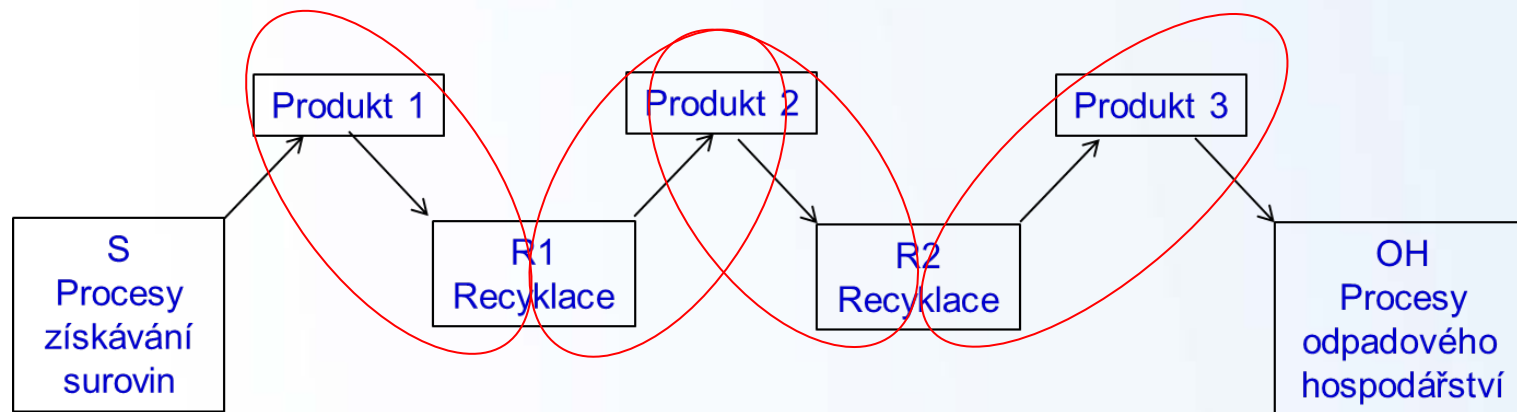 Produkt 1
Produkt 2
Produkt 3
S
Procesy
získávání
surovin
R1
Recyklace
R2
Recyklace
OH
Procesy
odpadového
hospodářství